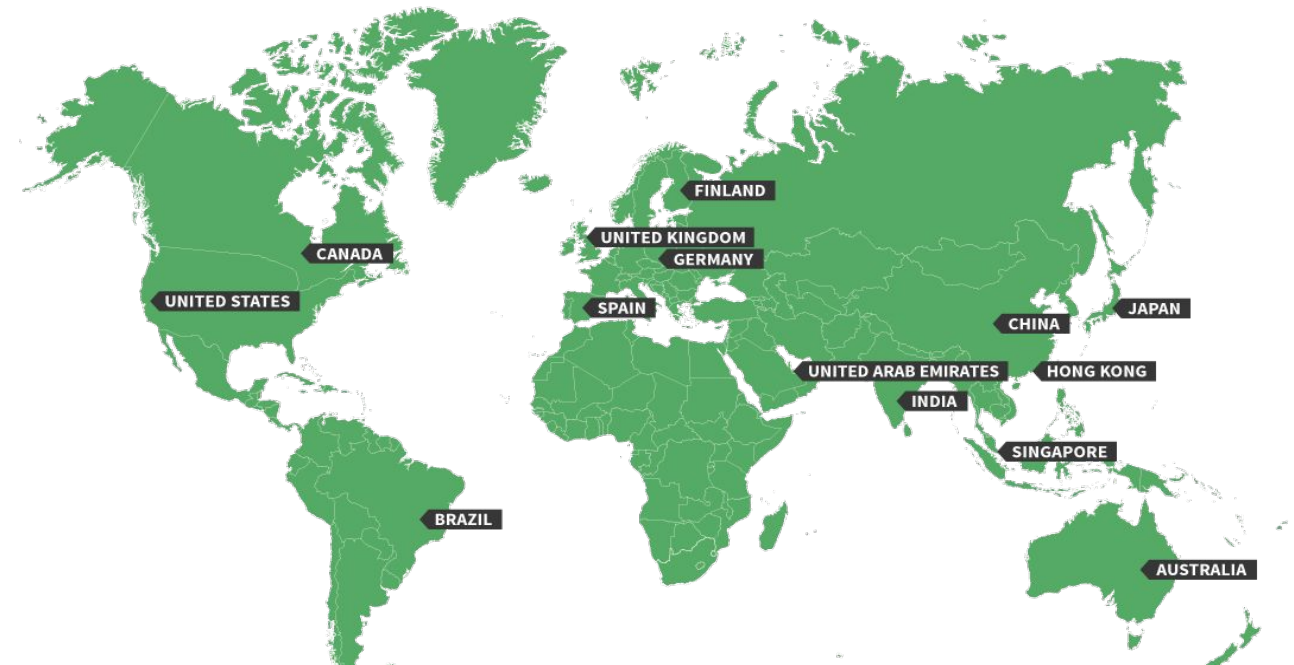 FINLAND
UNITED KINGDOM
CANADA
GERMANY
UNITED STATES
SPAIN
JAPAN
CHINA
UNITED ARAB EMIRATES
HONG KONG
INDIA
SINGAPORE
BRAZIL
AUSTRALIA